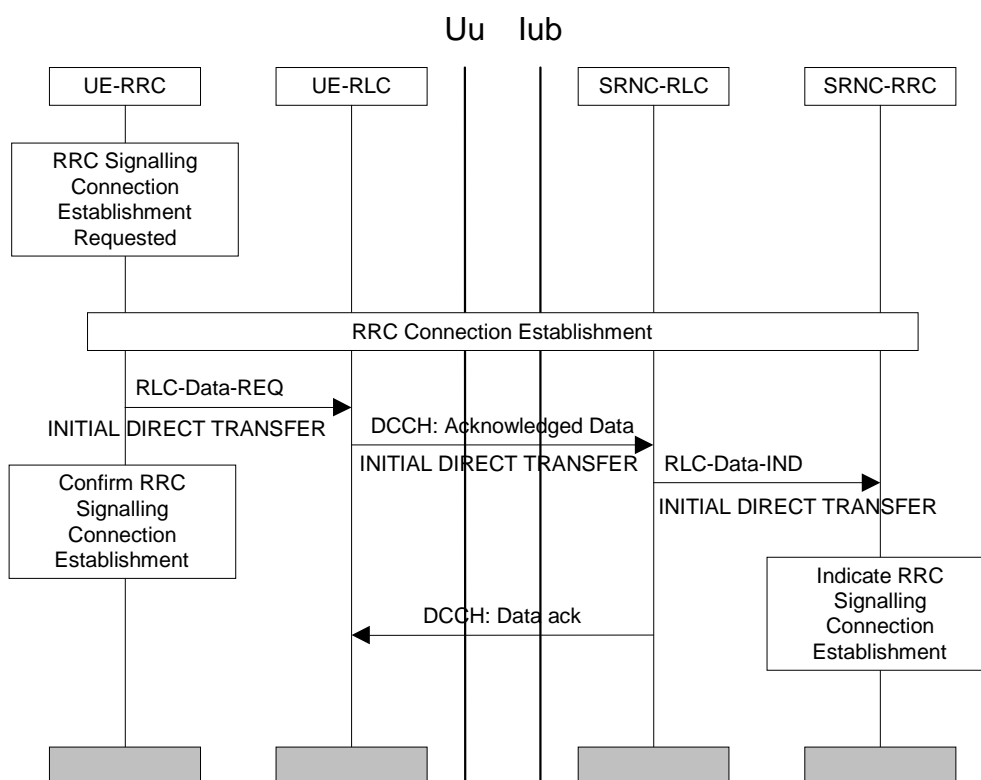 Uu Iub
UE-RRC UE-RLC SRNC-RLC SRNC-RRC
RRC Signalling
Connection
Establishment
Requested
RRC Connection Establishment
RLC-Data-REQ
INITIAL DIRECT TRANSFER
DCCH: Acknowledged Data
INITIAL DIRECT TRANSFER
RLC-Data-IND
INITIAL DIRECT TRANSFER
Confirm RRC
Signalling
Connection
Establishment
Indicate RRC
Signalling
Connection
Establishment
DCCH: Data ack